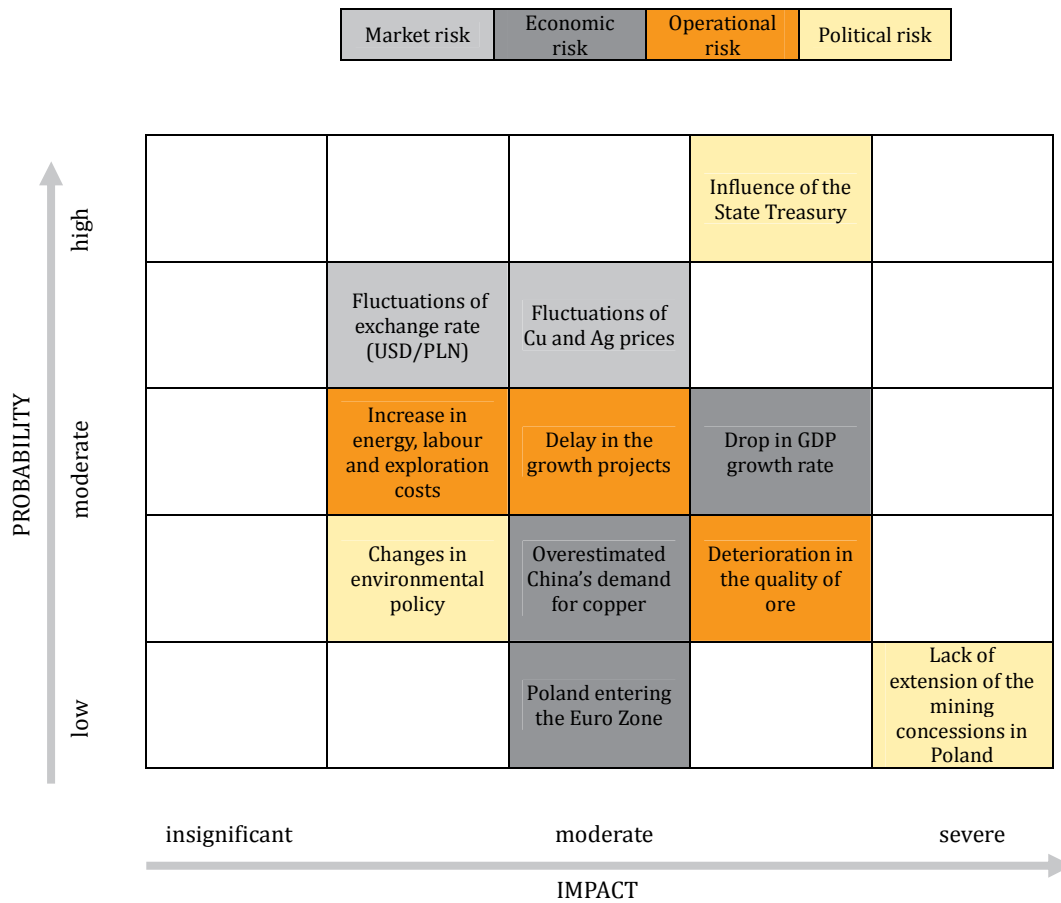 Market risk
Economic
risk
Operational
risk
Political risk
PROBABILITY
high
moderate
low
Influence of the
State Treasury
Fluctuations of
exchange rate
(USD/PLN)
Fluctuations of
Cu and Ag prices
Increase in
energy, labour
and exploration
costs
Delay in the
growth projects
Drop in GDP
growth rate
Changes in
environmental
policy
Overestimated
China’s demand
for copper
Deterioration in
the quality of
ore
Poland entering
the Euro Zone
Lack of
extension of the
mining
concessions in
Poland
insignificant
moderate
severe
IMPACT